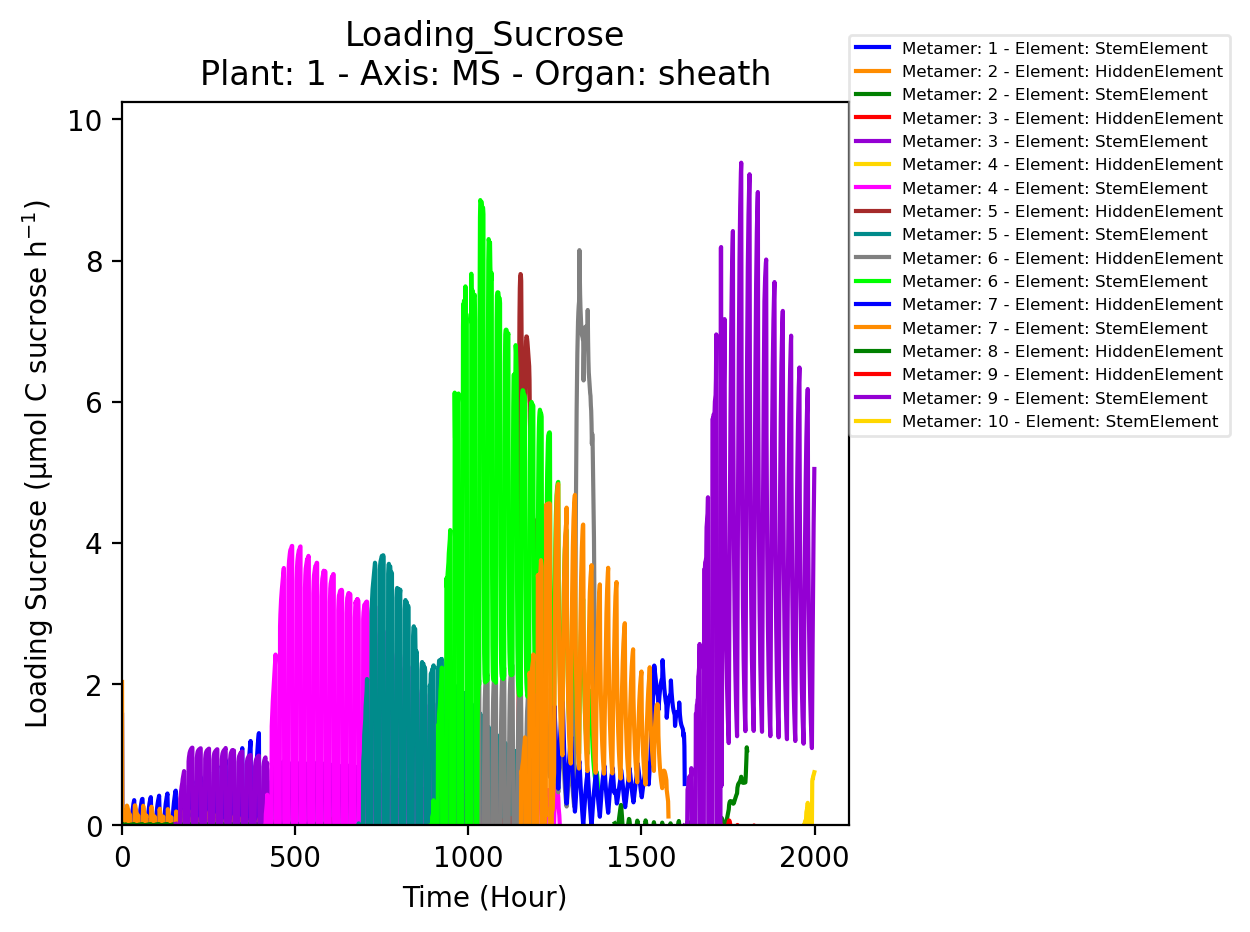 Loading_Sucrose
Plant: 1 - Axis: MS - Organ: sheath
Metamer: 1 - Element: StemElement
Metamer: 2 - Element: HiddenElement
Metamer: 2 - Element: StemElement
Metamer: 3 - Element: HiddenElement
Metamer: 3 - Element: StemElement
Metamer: 4 - Element: HiddenElement
Metamer: 4 - Element: StemElement
Metamer: 5 - Element: HiddenElement
Metamer: 5 - Element: StemElement
Metamer: 6 - Element: HiddenElement
Metamer: 6 - Element: StemElement
Metamer: 7 - Element: HiddenElement
Metamer: 7 - Element: StemElement
Metamer: 8 - Element: HiddenElement
Metamer: 9 - Element: HiddenElement
Metamer: 9 - Element: StemElement
Metamer: 10 - Element: StemElement
Loading Sucrose (µmol C sucrose h⁻¹)
10
8
6
4
2
0
0 500 1000 1500 2000
Time (Hour)